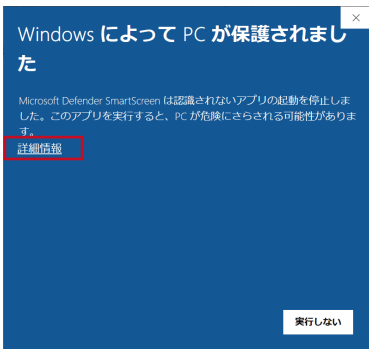 Windows によって PC が保護されまし
た
Microsoft Defender SmartScreen は認識されないアプリの起動を停止しま
した。このアプリを実行すると、PC が危険にさらされる可能性がありま
す。
詳細情報
実行しない